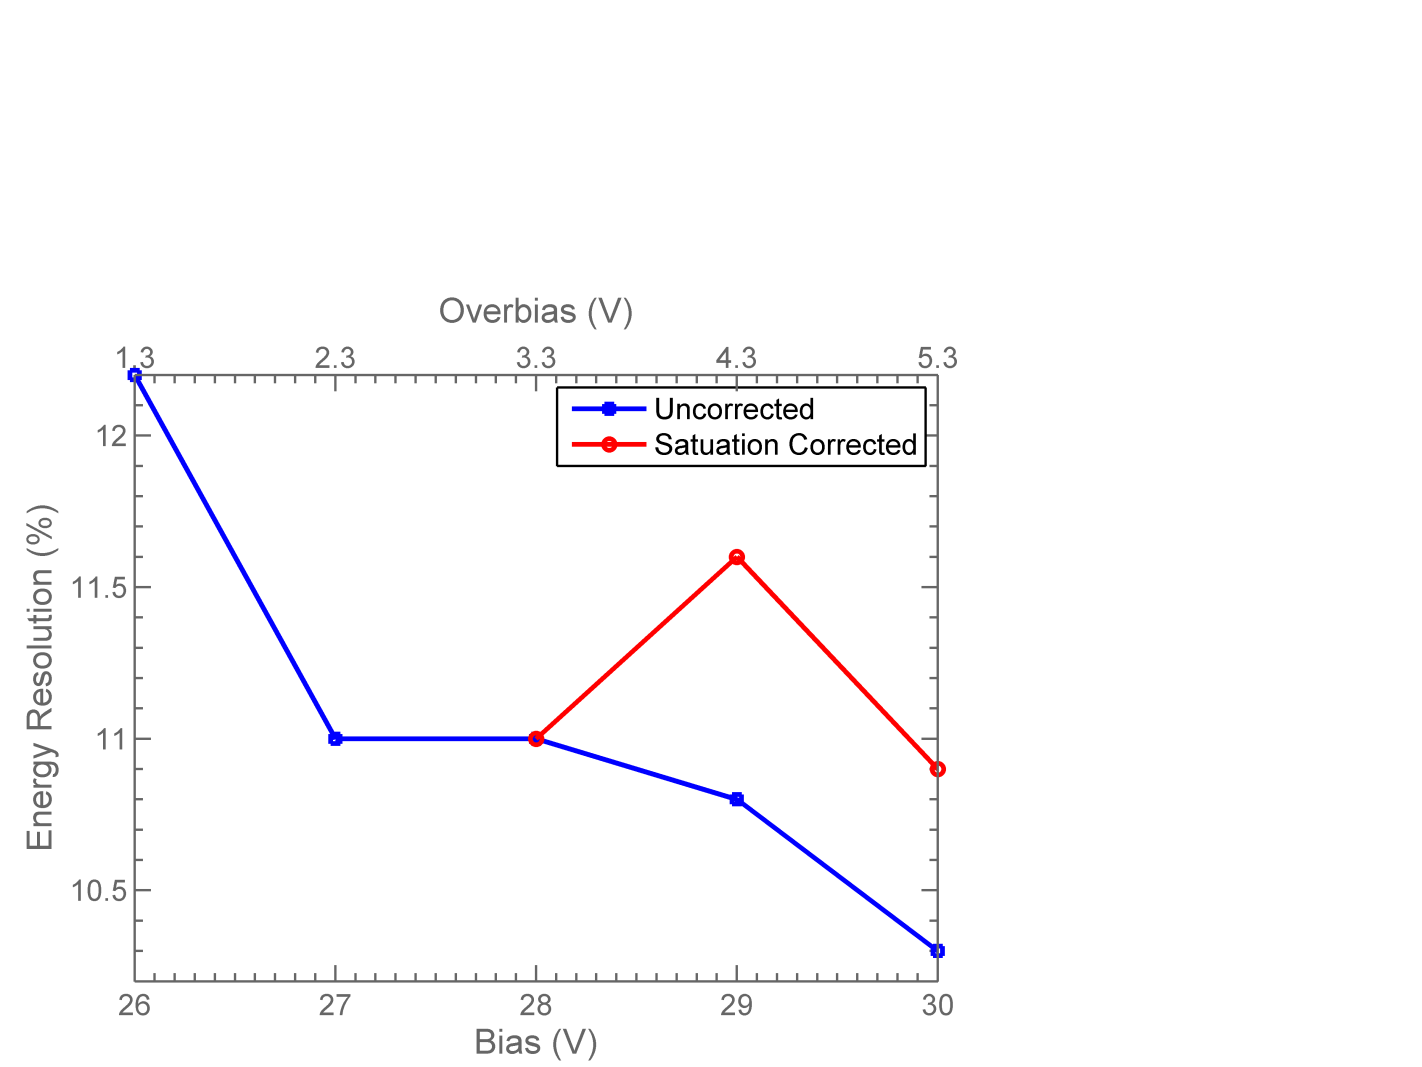 Overbias (V)
1.3 2.3 3.3 4.3 5.3
Uncorrected
Satuation Corrected
12
11.5
11
10.5
Energy Resolution (%)
26 27 28 29 30
Bias (V)